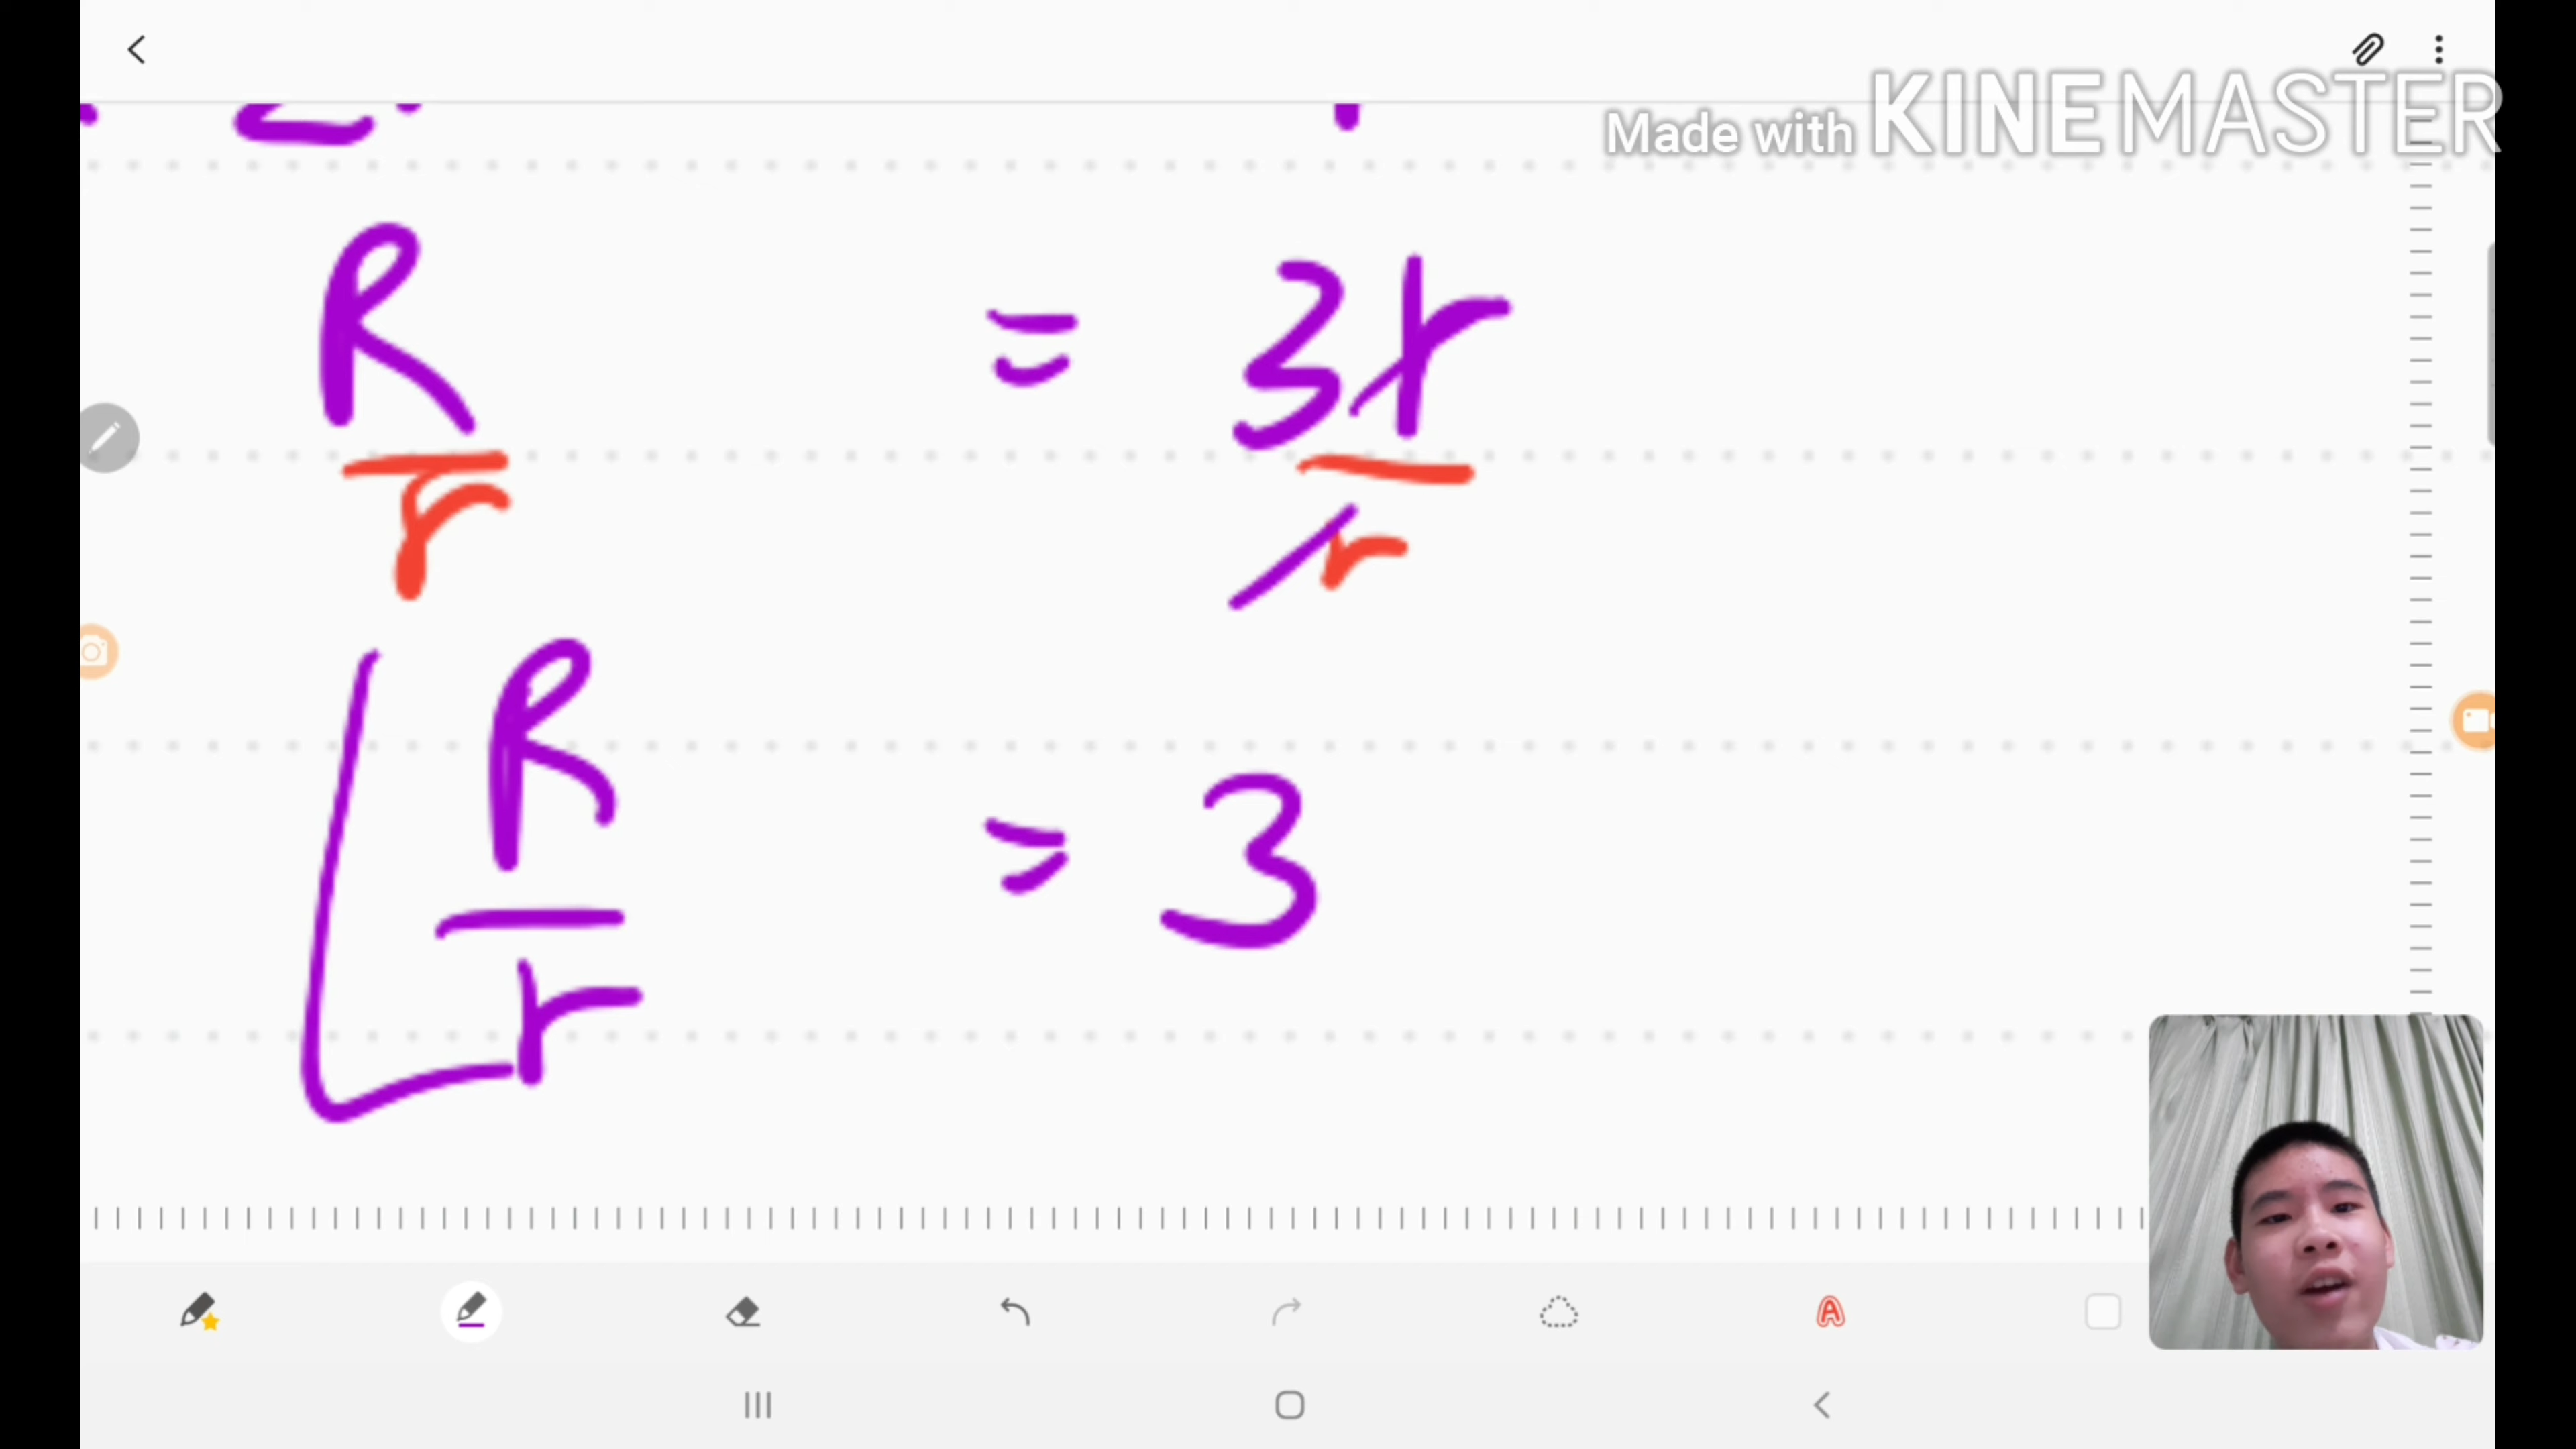 Made with KINEMASTER
R/r = 3r/r
R/r = 3